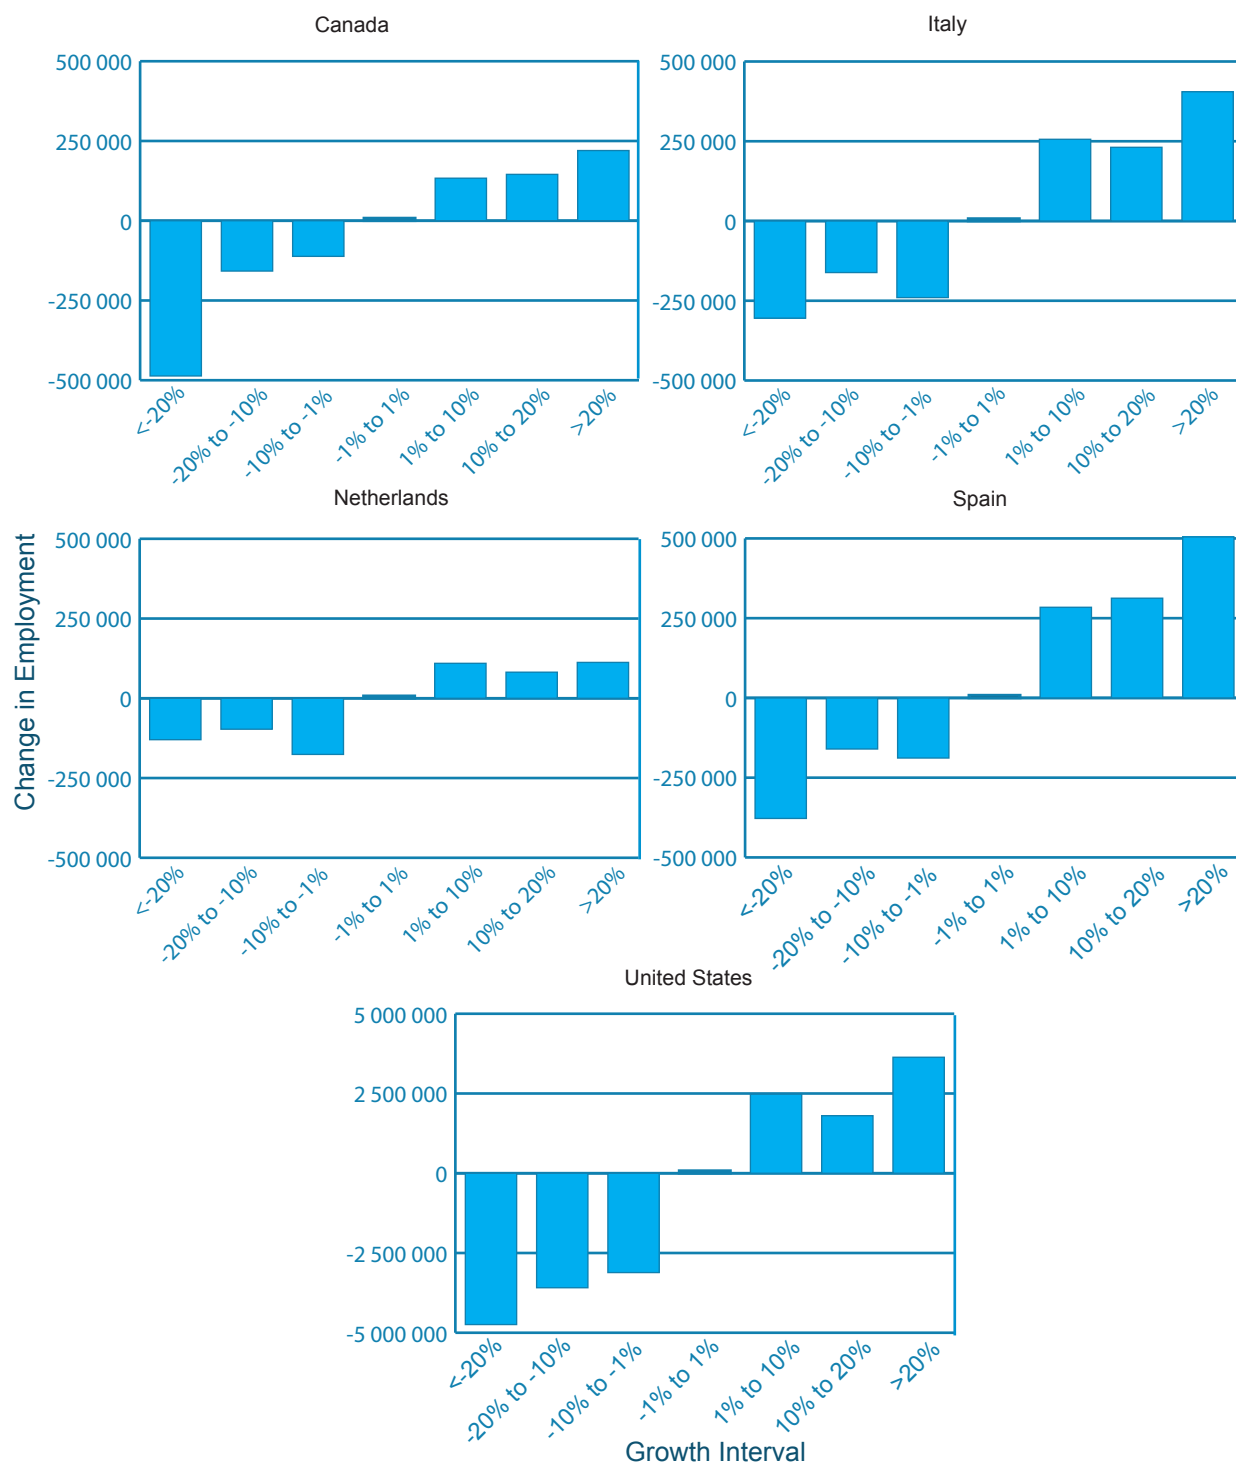 Canada
500 000
250 000
0
-250 000
-500 000
<-20%
-20% to -10%
-10% to -1%
-1% to 1%
1% to 10%
10% to 20%
>20%
Italy
500 000
250 000
0
-250 000
-500 000
<-20%
-20% to -10%
-10% to -1%
-1% to 1%
1% to 10%
10% to 20%
>20%
Change in Employment
Netherlands
500 000
250 000
0
-250 000
-500 000
<-20%
-20% to -10%
-10% to -1%
-1% to 1%
1% to 10%
10% to 20%
>20%
Spain
500 000
250 000
0
-250 000
-500 000
<-20%
-20% to -10%
-10% to -1%
-1% to 1%
1% to 10%
10% to 20%
>20%
United States
5 000 000
2 500 000
0
-2 500 000
-5 000 000
<-20%
-20% to -10%
-10% to -1%
-1% to 1%
1% to 10%
10% to 20%
>20%
Growth Interval